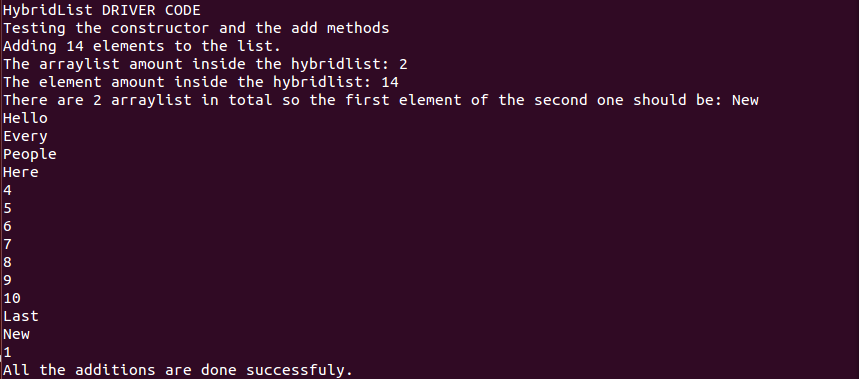 HybridList DRIVER CODE
Testing the constructor and the add methods
Adding 14 elements to the list.
The arraylist amount inside the hybridlist: 2
The element amount inside the hybridlist: 14
There are 2 arraylist in total so the first element of the second one should be: New
Hello
Every
People
Here
4
5
6
7
8
9
10
Last
New
1
All the additions are done successfuly.